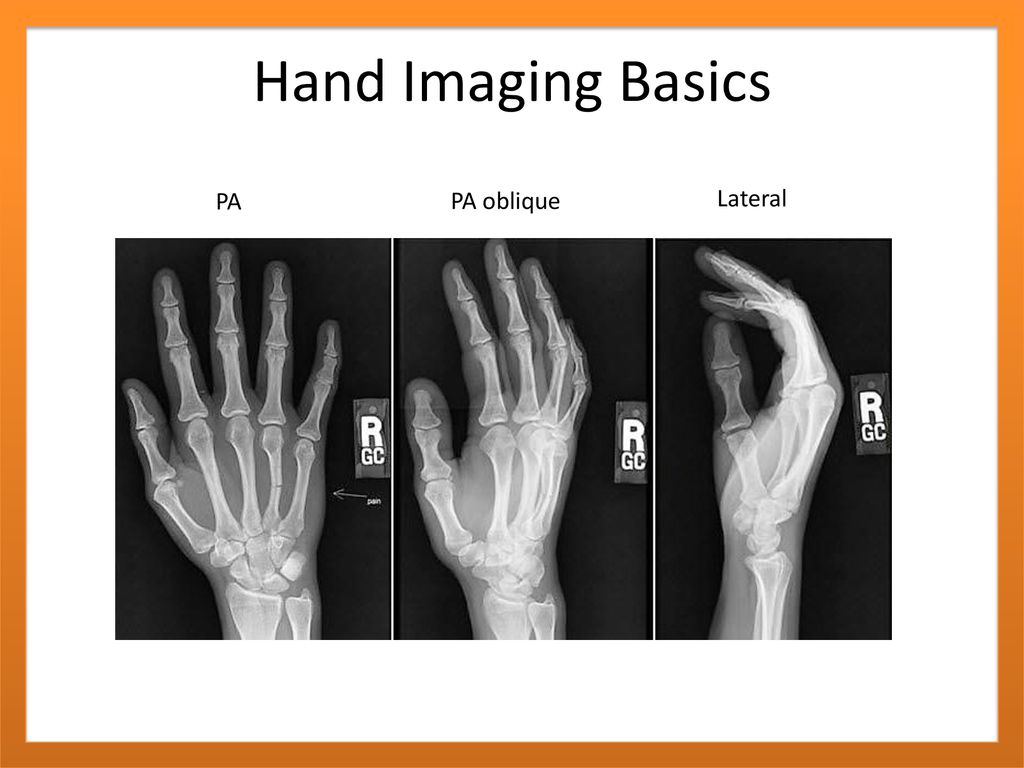 Hand Imaging Basics
PA
PA oblique
Lateral
R
GC
pain
R
GC
R
GC